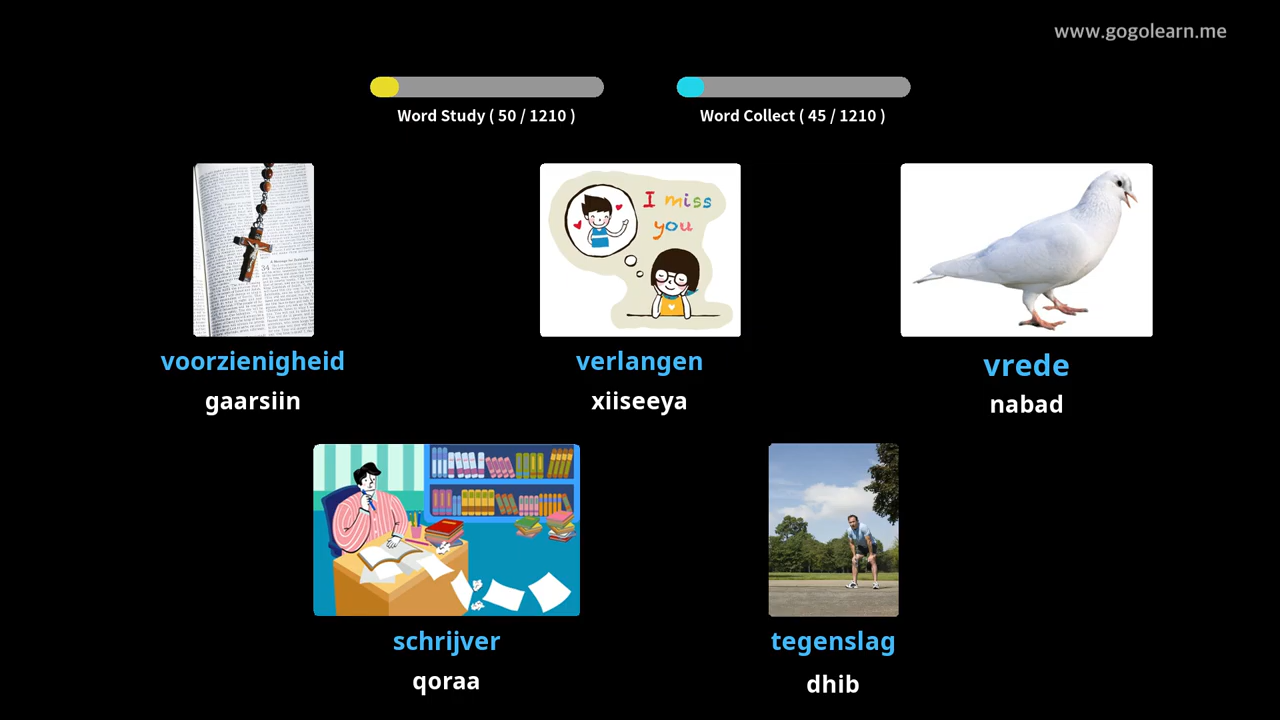 www.gogolearn.me
Word Study ( 50 / 1210 )
Word Collect ( 45 / 1210 )
I miss
you
voorzienigheid
gaarsiin
verlangen
xiiseeya
vrede
nabad
schrijver
qoraa
tegenslag
dhib